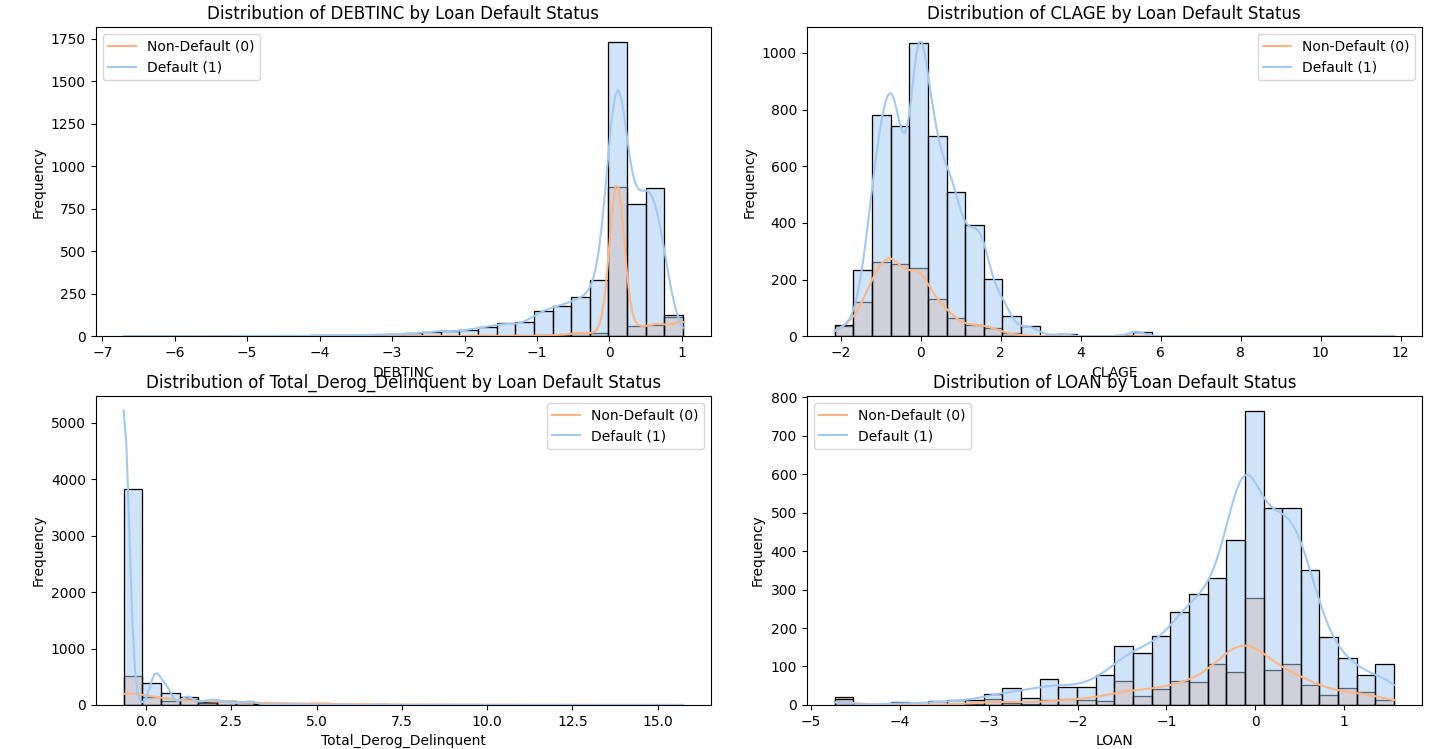 Distribution of DEBTINC by Loan Default Status
Non-Default (0)
Default (1)
Frequency
1750
1500
1250
1000
750
500
250
0
−7 −6 −5 −4 −3 −2 −1 0 1
DEBTINC
Distribution of CLAGE by Loan Default Status
Non-Default (0)
Default (1)
Frequency
1000
800
600
400
200
0
−2 0 2 4 6 8 10 12
CLAGE
Distribution of Total_Derog_Delinquent by Loan Default Status
Non-Default (0)
Default (1)
Frequency
5000
4000
3000
2000
1000
0
0.0 2.5 5.0 7.5 10.0 12.5 15.0
Total_Derog_Delinquent
Distribution of LOAN by Loan Default Status
Non-Default (0)
Default (1)
Frequency
800
700
600
500
400
300
200
100
0
−5 −4 −3 −2 −1 0 1
LOAN